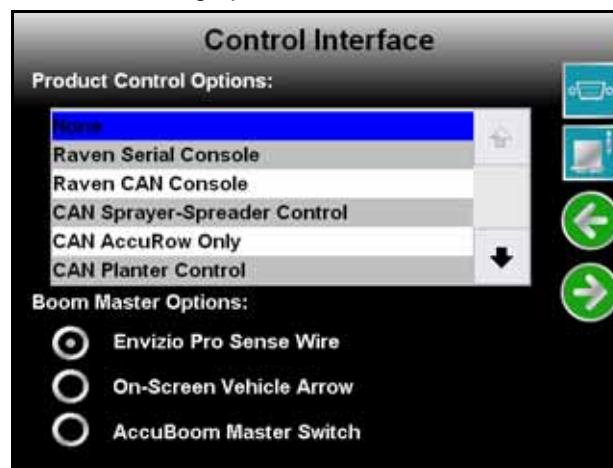 Control Interface
Product Control Options:
None
Raven Serial Console
Raven CAN Console
CAN Sprayer-Spreader Control
CAN AccuRow Only
CAN Planter Control
Boom Master Options:
Envizio Pro Sense Wire
On-Screen Vehicle Arrow
AccuBoom Master Switch